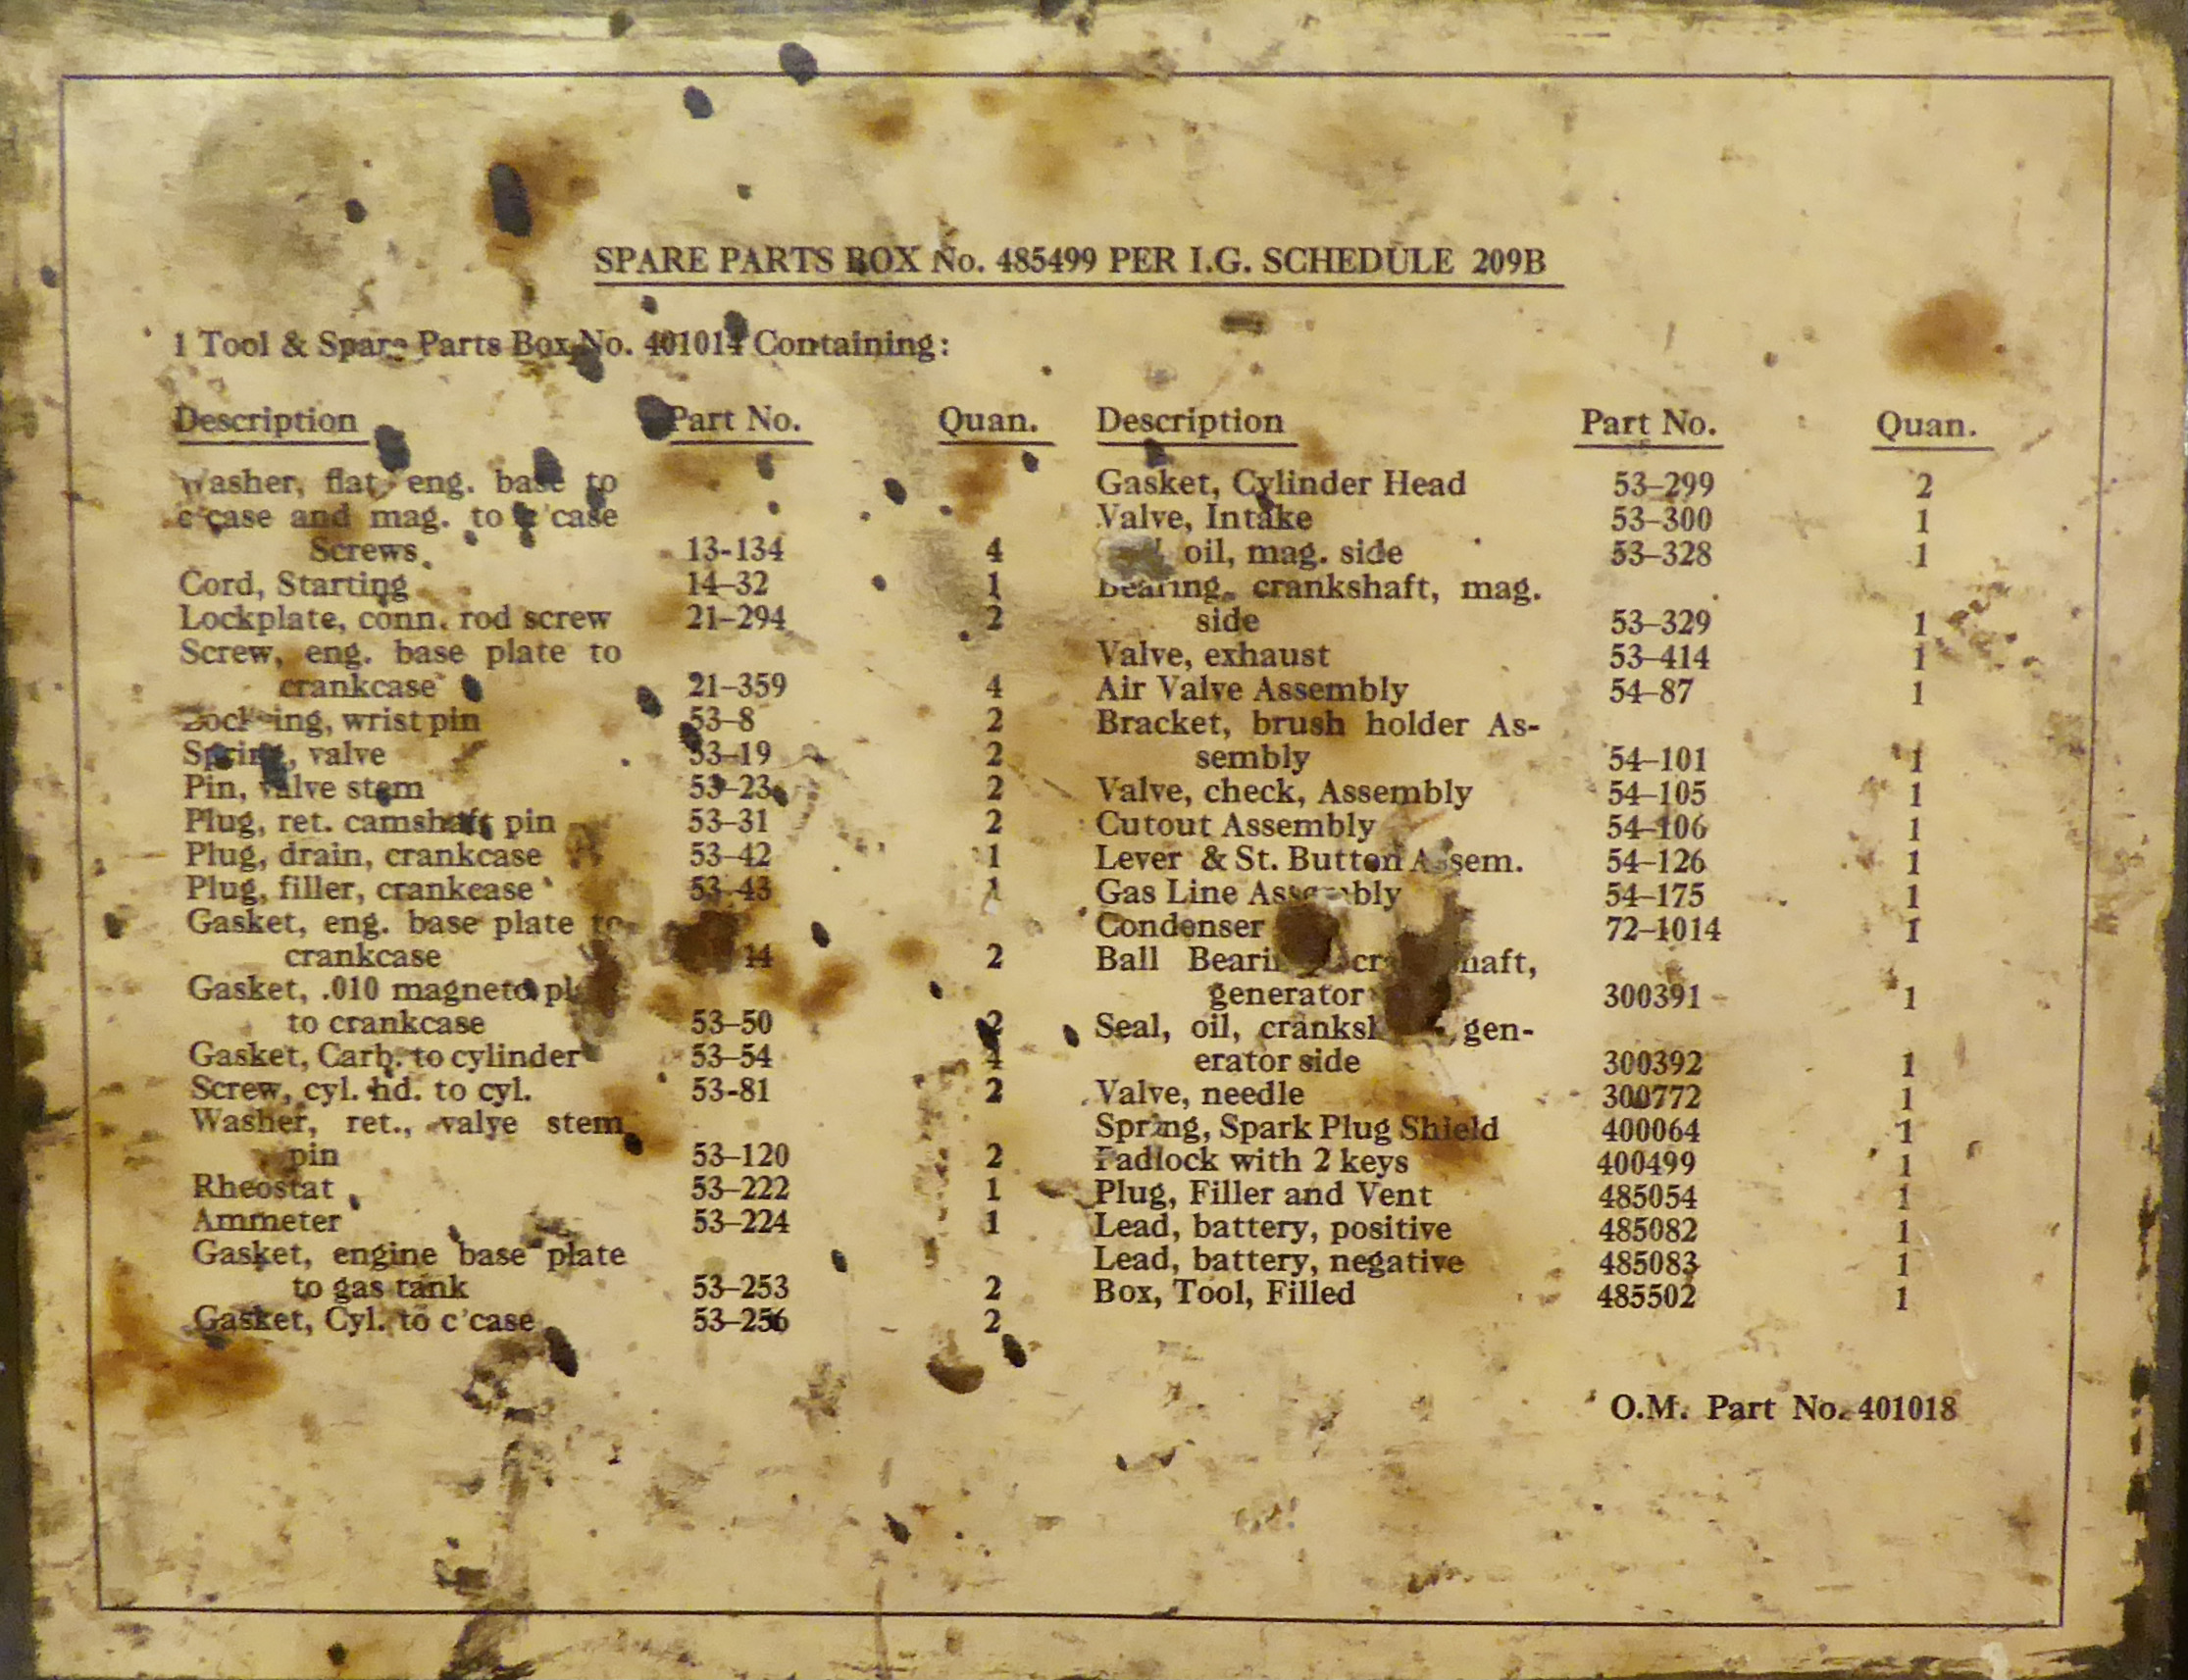 SPARE PARTS BOX No. 485499 PER I.G. SCHEDULE 209B
1 Tool & Spare Parts Box No. 401014 Containing:
Description Part No. Quan.
Washer, flat, eng. base to
c'case and mag. to c'case
Screws 13-134 4
Cord, Starting 14–32 1
Lockplate, conn. rod screw 21–294 2
Screw, eng. base plate to
crankcase 21–359 4
wrist pin 53–8 2
Spring, valve 53–19 2
Pin, valve stem 53–23 2
Plug, ret. camshaft pin 53–31 2
Plug, drain, crankcase 53–42 1
Plug, filler, crankcase 53–43 1
Gasket, eng. base plate to
crankcase 2
Gasket, .010 magneto
to crankcase 53–50 2
Gasket, Carb. to cylinder 53–54 4
Screw, cyl. hd. to cyl. 53-81 2
Washer, ret., valve stem
pin 53–120 2
Rheostat 53–222 1
Ammeter 53–224 1
Gasket, engine base plate
to gas tank 53–253 2
Gasket, Cyl. to c'case 53–256 2
Description Part No. Quan.
Gasket, Cylinder Head 53–299 2
Valve, Intake 53–300 1
oil, mag. side 53–328 1
Bearing, crankshaft, mag.
side 53–329 1
Valve, exhaust 53–414 1
Air Valve Assembly 54–87 1
Bracket, brush holder As-
sembly 54–101 1
Valve, check, Assembly 54–105 1
Cutout Assembly 54–106 1
Lever & St. Button Assem. 54–126 1
Gas Line Assembly 54–175 1
Condenser 72–1014 1
Ball Bearing, crankshaft,
generator 300391 1
Seal, oil, crankshaft, gen-
erator side 300392 1
Valve, needle 300772 1
Spring, Spark Plug Shield 400064 1
Padlock with 2 keys 400499 1
Plug, Filler and Vent 485054 1
Lead, battery, positive 485082 1
Lead, battery, negative 485083 1
Box, Tool, Filled 485502 1
O.M. Part No. 401018